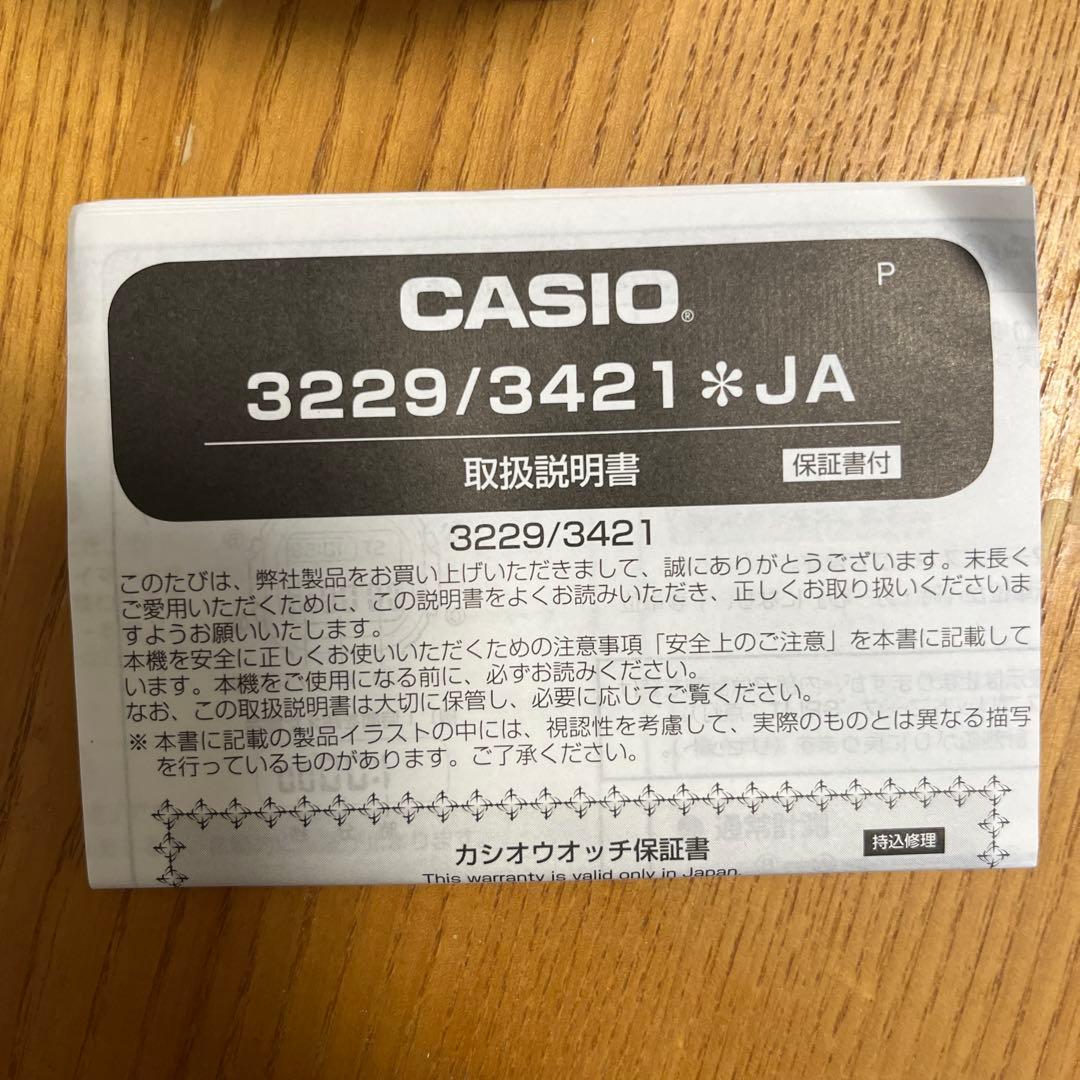 CASIO®
P
3229/3421＊JA
取扱説明書
保証書付
3229/3421
このたびは、弊社製品をお買い上げいただきまして、誠にありがとうございます。末長く
ご愛用いただくために、この説明書をよくお読みいただき、正しくお取り扱いくださいま
すようお願いいたします。
本機を安全に正しくお使いいただくための注意事項「安全上のご注意」を本書に記載して
います。本機をご使用になる前に、必ずお読みください。
なお、この取扱説明書は大切に保管し、必要に応じてご覧ください。
※ 本書に記載の製品イラストの中には、視認性を考慮して、実際のものとは異なる描写
を行っているものがあります。ご了承ください。
カシオウオッチ保証書
持込修理
This warranty is valid only in Japan.